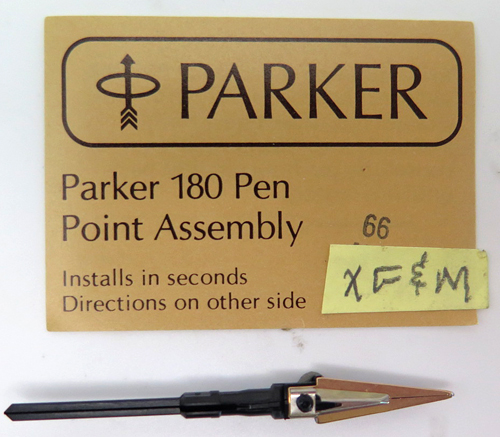 PARKER
Parker 180 Pen
Point Assembly
66
XF & M
Installs in seconds
Directions on other side